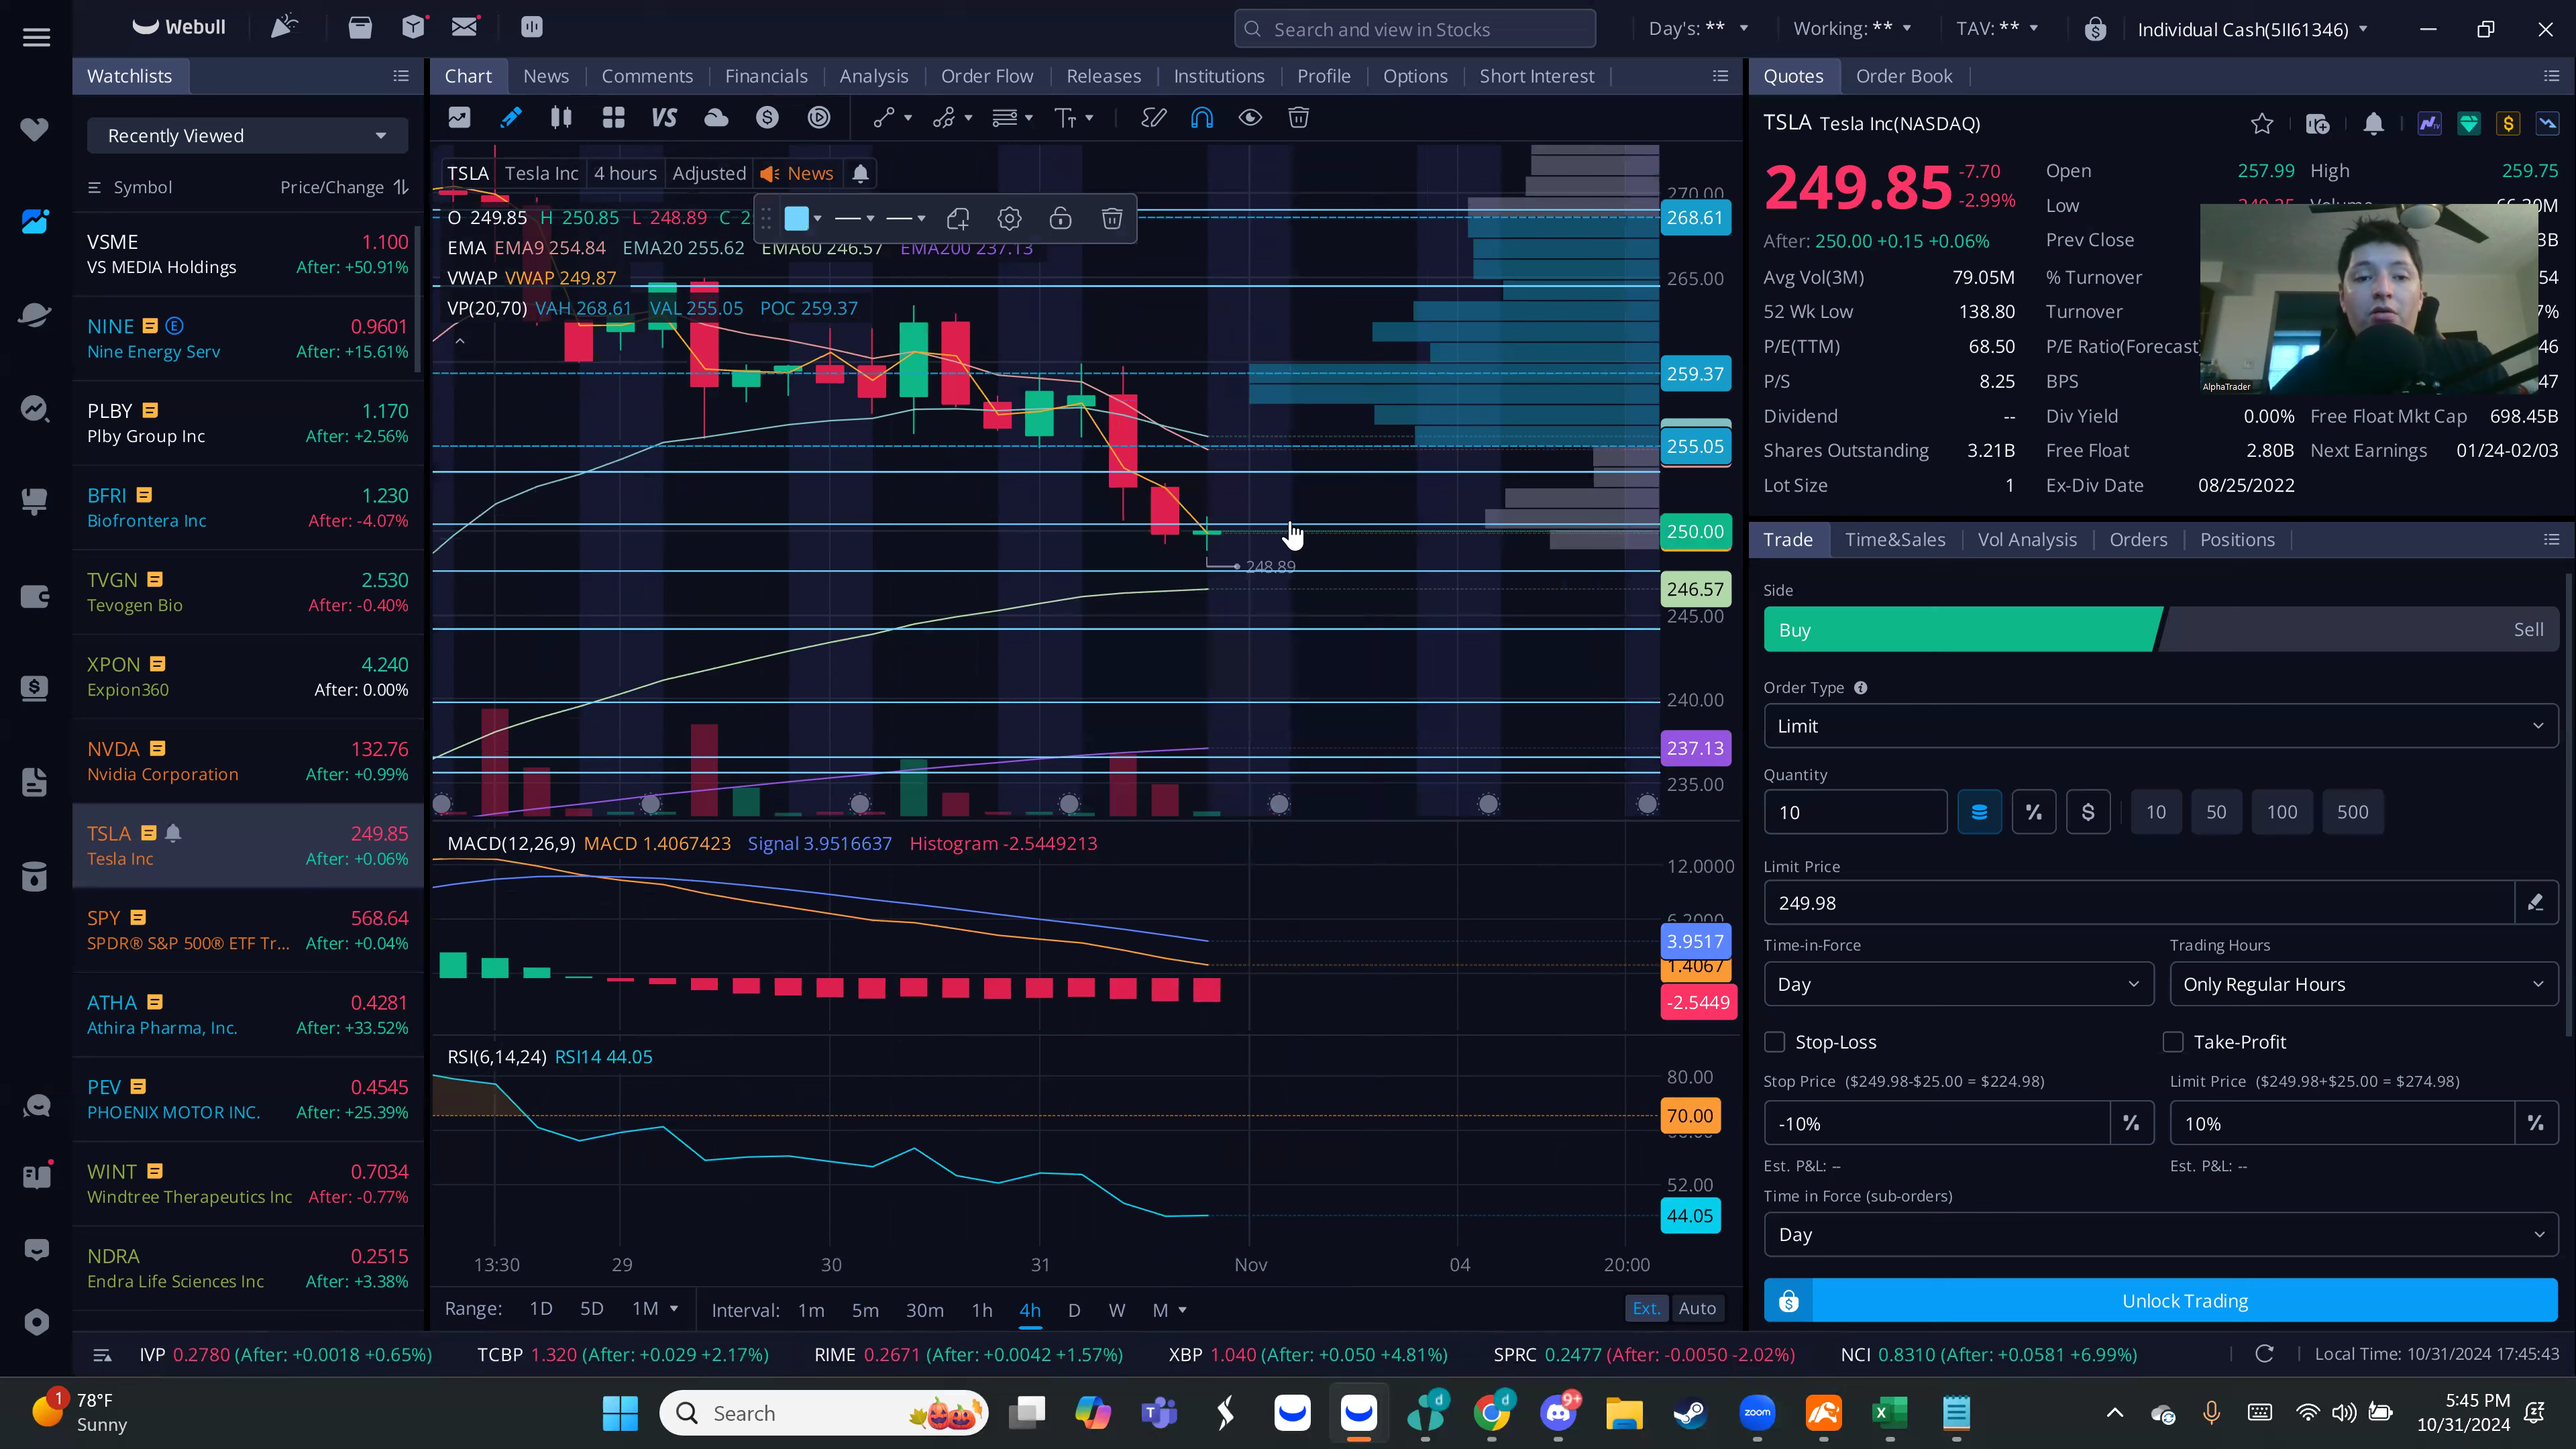 Webull
Search and view in Stocks
Day's: **
Working: **
TAV: **
Individual Cash(5II61346)
Watchlists
Recently Viewed
Symbol
Price/Change
VSME 1.100
VS MEDIA Holdings After: +50.91%
NINE 0.9601
Nine Energy Serv After: +15.61%
PLBY 1.170
Plby Group Inc After: +2.56%
BFRI 1.230
Biofrontera Inc After: -4.07%
TVGN 2.530
Tevogen Bio After: -0.40%
XPON 4.240
Expion360 After: 0.00%
NVDA 132.76
Nvidia Corporation After: +0.99%
TSLA 249.85
Tesla Inc After: +0.06%
SPY 568.64
SPDR® S&P 500® ETF Tr... After: +0.04%
ATHA 0.4281
Athira Pharma, Inc. After: +33.52%
PEV 0.4545
PHOENIX MOTOR INC. After: +25.39%
WINT 0.7034
Windtree Therapeutics Inc After: -0.77%
NDRA 0.2515
Endra Life Sciences Inc After: +3.38%
Chart News Comments Financials Analysis Order Flow Releases Institutions Profile Options Short Interest
VS
TSLA Tesla Inc 4 hours Adjusted News
O 249.85 H 250.85 L 248.89 C 2
EMA EMA9 254.84 EMA20 255.62 EMA60 246.57 EMA200 237.13
VWAP VWAP 249.87
VP(20,70) VAH 268.61 VAL 255.05 POC 259.37
270.00
268.61
265.00
259.37
255.05
250.00
248.89
246.57
245.00
240.00
237.13
235.00
MACD(12,26,9) MACD 1.4067423 Signal 3.9516637 Histogram -2.5449213
12.0000
6.2000
3.9517
1.4067
-2.5449
RSI(6,14,24) RSI14 44.05
80.00
70.00
52.00
44.05
13:30 29 30 31 Nov 04 20:00
Range: 1D 5D 1M Interval: 1m 5m 30m 1h 4h D W M Ext. Auto
Quotes Order Book
TSLA Tesla Inc(NASDAQ)
249.85 -7.70
-2.99%
After: 250.00 +0.15 +0.06%
Open 257.99 High 259.75
Low
Prev Close 3B
Avg Vol(3M) 79.05M % Turnover 54
52 Wk Low 138.80 Turnover 7%
P/E(TTM) 68.50 P/E Ratio(Forecast 46
P/S 8.25 BPS 47
Dividend -- Div Yield 0.00% Free Float Mkt Cap 698.45B
Shares Outstanding 3.21B Free Float 2.80B Next Earnings 01/24-02/03
Lot Size 1 Ex-Div Date 08/25/2022
AlphaTrader
Trade Time&Sales Vol Analysis Orders Positions
Side
Buy Sell
Order Type
Limit
Quantity
10 % $ 10 50 100 500
Limit Price
249.98
Time-in-Force Trading Hours
Day Only Regular Hours
Stop-Loss Take-Profit
Stop Price ($249.98-$25.00 = $224.98) Limit Price ($249.98+$25.00 = $274.98)
-10% % 10% %
Est. P&L: -- Est. P&L: --
Time in Force (sub-orders)
Day
Unlock Trading
IVP 0.2780 (After: +0.0018 +0.65%) TCBP 1.320 (After: +0.029 +2.17%) RIME 0.2671 (After: +0.0042 +1.57%) XBP 1.040 (After: +0.050 +4.81%) SPRC 0.2477 (After: -0.0050 -2.02%) NCI 0.8310 (After: +0.0581 +6.99%) Local Time: 10/31/2024 17:45:43
1
78°F
Sunny
Search
d
d
9+
zoom
5:45 PM
10/31/2024